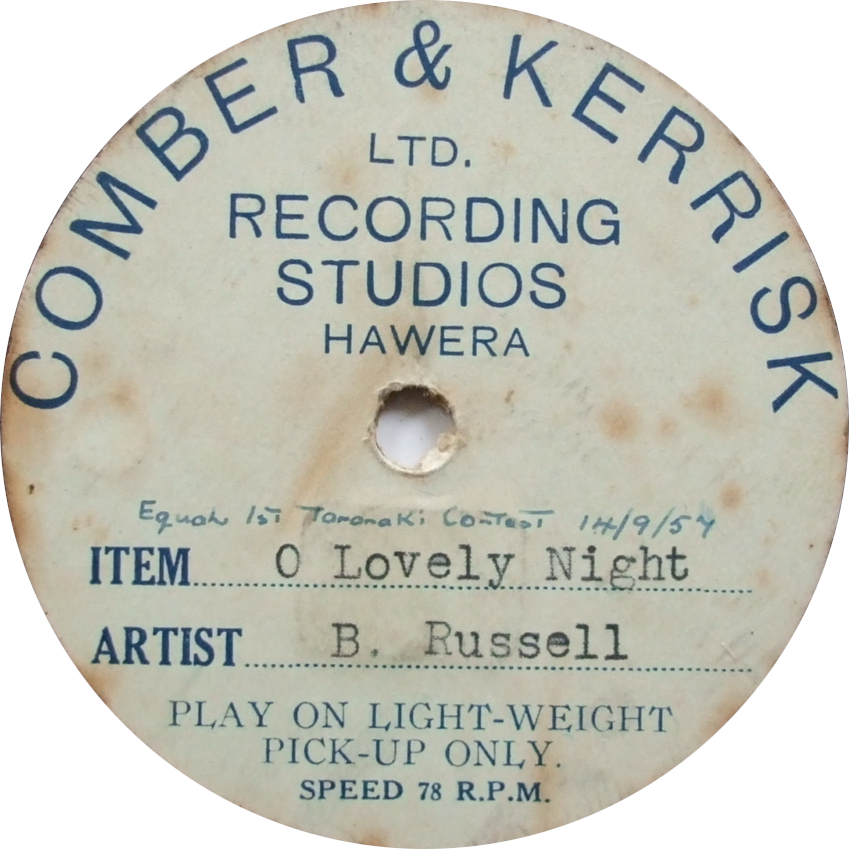 COMBER & KERRISK
LTD.
RECORDING
STUDIOS
HAWERA
Equal 1st Taranaki Contest 14/9/57
ITEM O Lovely Night
ARTIST B. Russell
PLAY ON LIGHT-WEIGHT
PICK-UP ONLY.
SPEED 78 R.P.M.